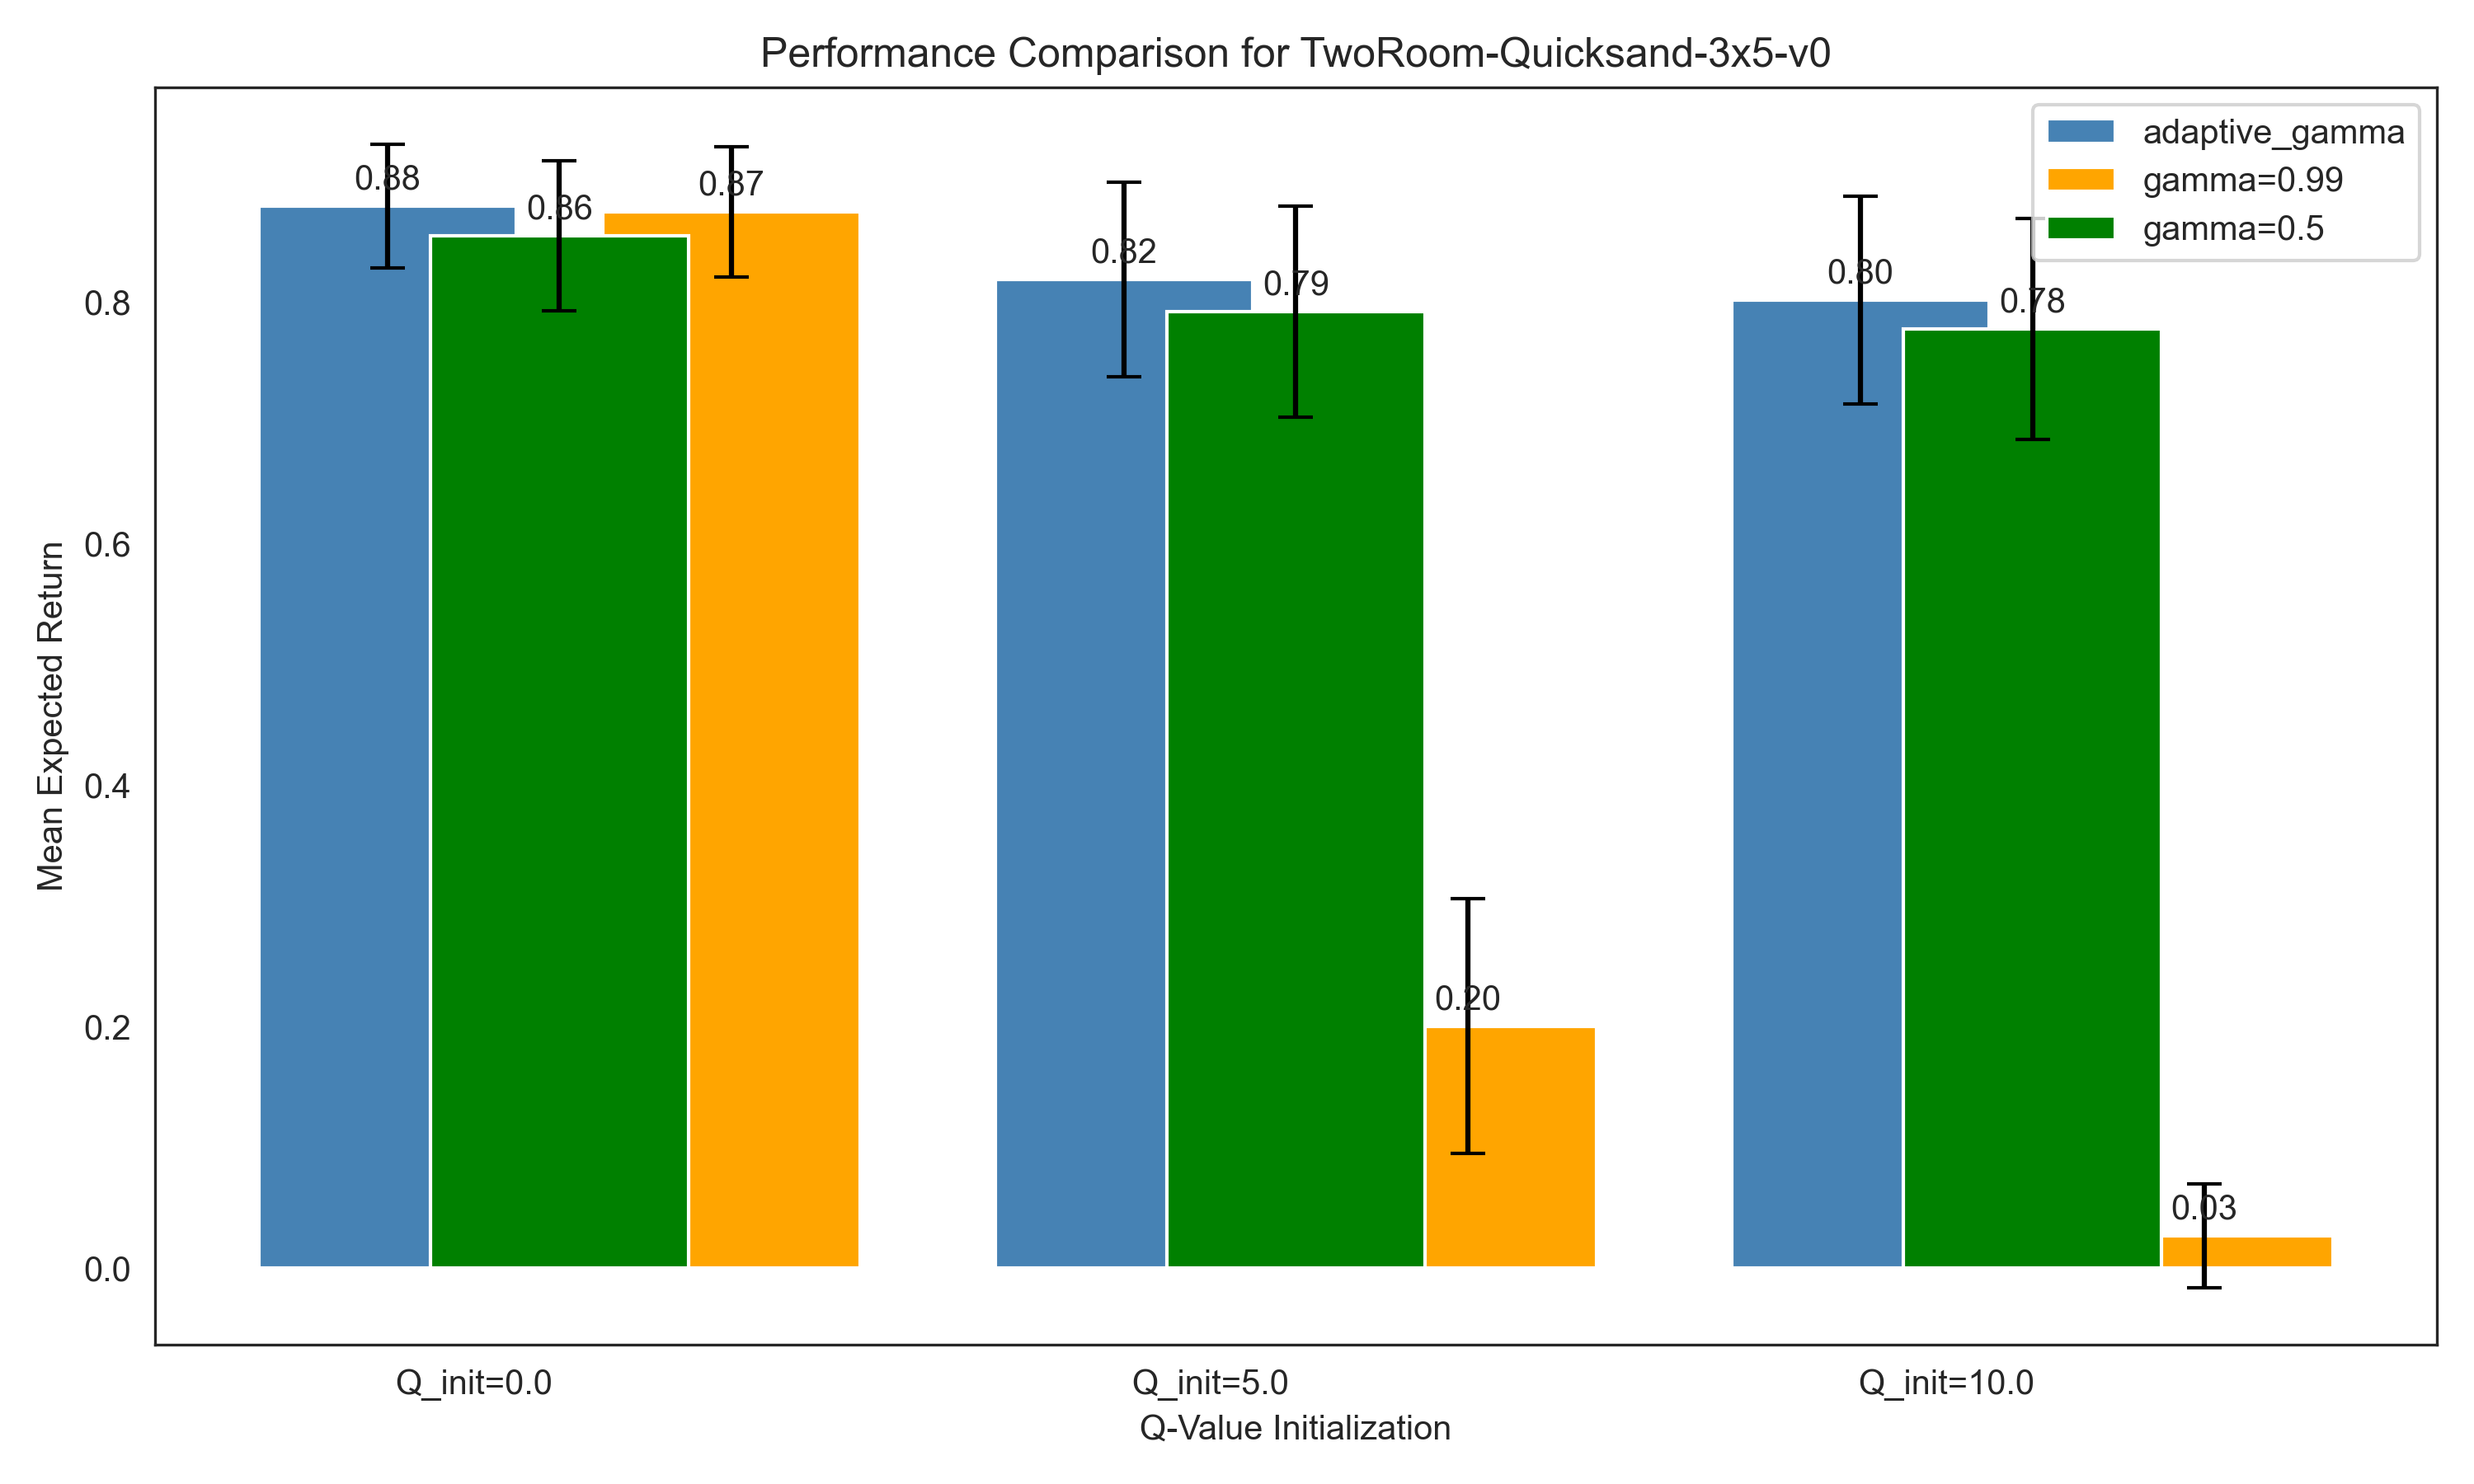 Performance Comparison for TwoRoom-Quicksand-3x5-v0
adaptive_gamma
gamma=0.99
gamma=0.5
Mean Expected Return
0.8
0.6
0.4
0.2
0.0
0.88
0.86
0.87
0.82
0.79
0.20
0.80
0.78
0.03
Q_init=0.0
Q_init=5.0
Q_init=10.0
Q-Value Initialization